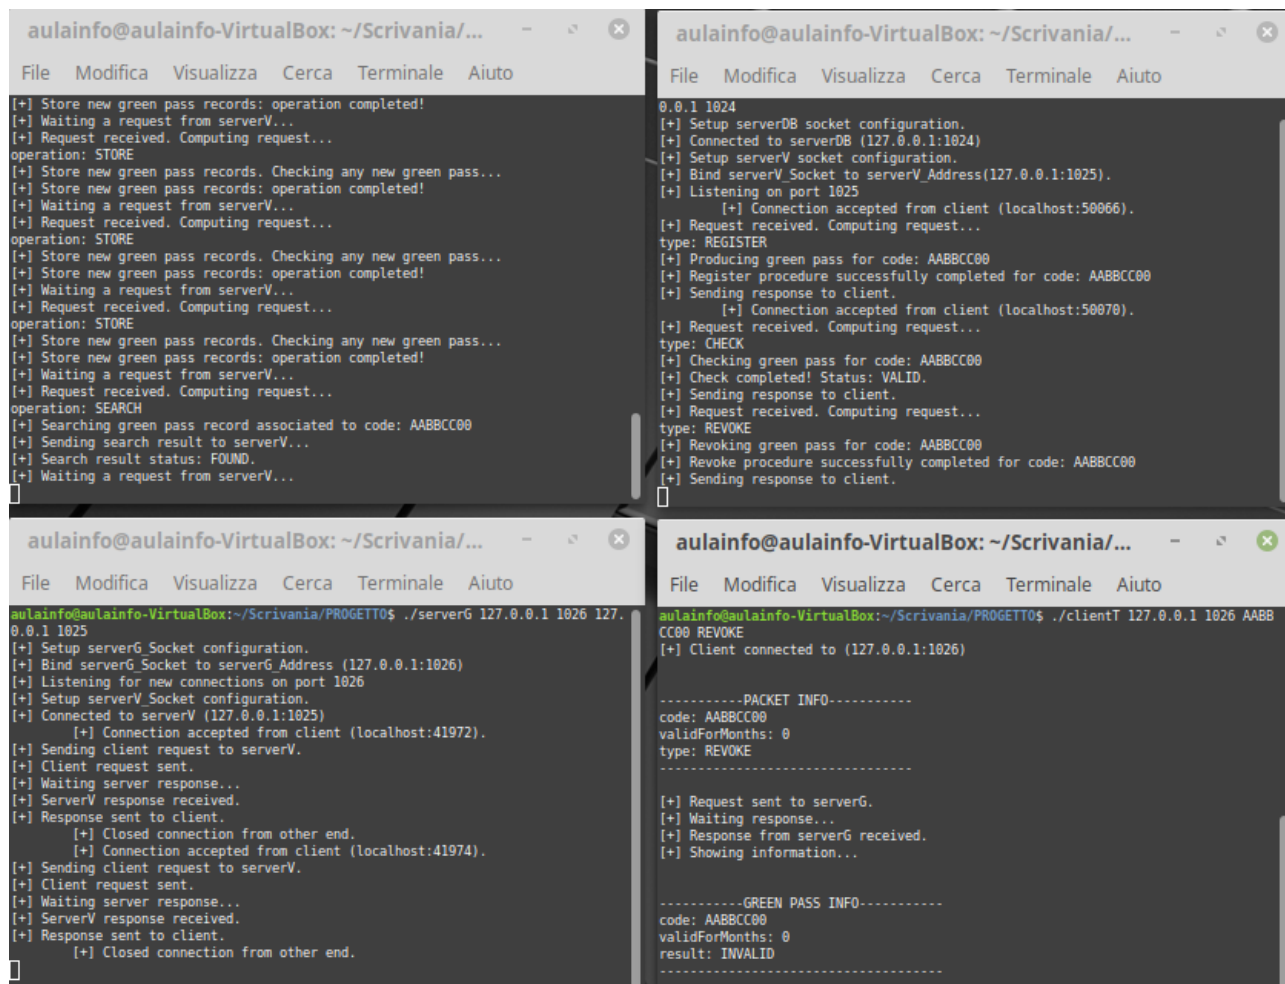 aulainfo@aulainfo-VirtualBox: ~/Scrivania/...
File Modifica Visualizza Cerca Terminale Aiuto
[+] Store new green pass records: operation completed!
[+] Waiting a request from serverV...
[+] Request received. Computing request...
operation: STORE
[+] Store new green pass records. Checking any new green pass...
[+] Store new green pass records: operation completed!
[+] Waiting a request from serverV...
[+] Request received. Computing request...
operation: STORE
[+] Store new green pass records. Checking any new green pass...
[+] Store new green pass records: operation completed!
[+] Waiting a request from serverV...
[+] Request received. Computing request...
operation: STORE
[+] Store new green pass records. Checking any new green pass...
[+] Store new green pass records: operation completed!
[+] Waiting a request from serverV...
[+] Request received. Computing request...
operation: SEARCH
[+] Searching green pass record associated to code: AABBCC00
[+] Sending search result to serverV...
[+] Search result status: FOUND.
[+] Waiting a request from serverV...
aulainfo@aulainfo-VirtualBox: ~/Scrivania/...
File Modifica Visualizza Cerca Terminale Aiuto
0.0.1 1024
[+] Setup serverDB socket configuration.
[+] Connected to serverDB (127.0.0.1:1024)
[+] Setup serverV socket configuration.
[+] Bind serverV_Socket to serverV_Address(127.0.0.1:1025).
[+] Listening on port 1025
[+] Connection accepted from client (localhost:50066).
[+] Request received. Computing request...
type: REGISTER
[+] Producing green pass for code: AABBCC00
[+] Register procedure successfully completed for code: AABBCC00
[+] Sending response to client.
[+] Connection accepted from client (localhost:50070).
[+] Request received. Computing request...
type: CHECK
[+] Checking green pass for code: AABBCC00
[+] Check completed! Status: VALID.
[+] Sending response to client.
[+] Request received. Computing request...
type: REVOKE
[+] Revoking green pass for code: AABBCC00
[+] Revoke procedure successfully completed for code: AABBCC00
[+] Sending response to client.
aulainfo@aulainfo-VirtualBox: ~/Scrivania/...
File Modifica Visualizza Cerca Terminale Aiuto
aulainfo@aulainfo-VirtualBox:~/Scrivania/PROGETTO$ ./serverG 127.0.0.1 1026 127.
0.0.1 1025
[+] Setup serverG_Socket configuration.
[+] Bind serverG_Socket to serverG_Address (127.0.0.1:1026)
[+] Listening for new connections on port 1026
[+] Setup serverV_Socket configuration.
[+] Connected to serverV (127.0.0.1:1025)
[+] Connection accepted from client (localhost:41972).
[+] Sending client request to serverV.
[+] Client request sent.
[+] Waiting server response...
[+] ServerV response received.
[+] Response sent to client.
[+] Closed connection from other end.
[+] Connection accepted from client (localhost:41974).
[+] Sending client request to serverV.
[+] Client request sent.
[+] Waiting server response...
[+] ServerV response received.
[+] Response sent to client.
[+] Closed connection from other end.
aulainfo@aulainfo-VirtualBox: ~/Scrivania/...
File Modifica Visualizza Cerca Terminale Aiuto
aulainfo@aulainfo-VirtualBox:~/Scrivania/PROGETTO$ ./clientT 127.0.0.1 1026 AABB
CC00 REVOKE
[+] Client connected to (127.0.0.1:1026)
-----------PACKET INFO-----------
code: AABBCC00
validForMonths: 0
type: REVOKE
---------------------------------
[+] Request sent to serverG.
[+] Waiting response...
[+] Response from serverG received.
[+] Showing information...
-----------GREEN PASS INFO-----------
code: AABBCC00
validForMonths: 0
result: INVALID
-------------------------------------